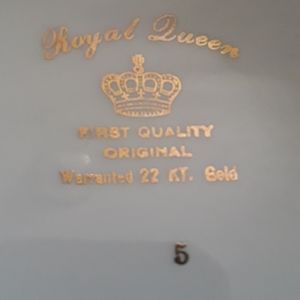 Royal Queen
FIRST QUALITY
ORIGINAL
Warranted 22 KT. Gold
5